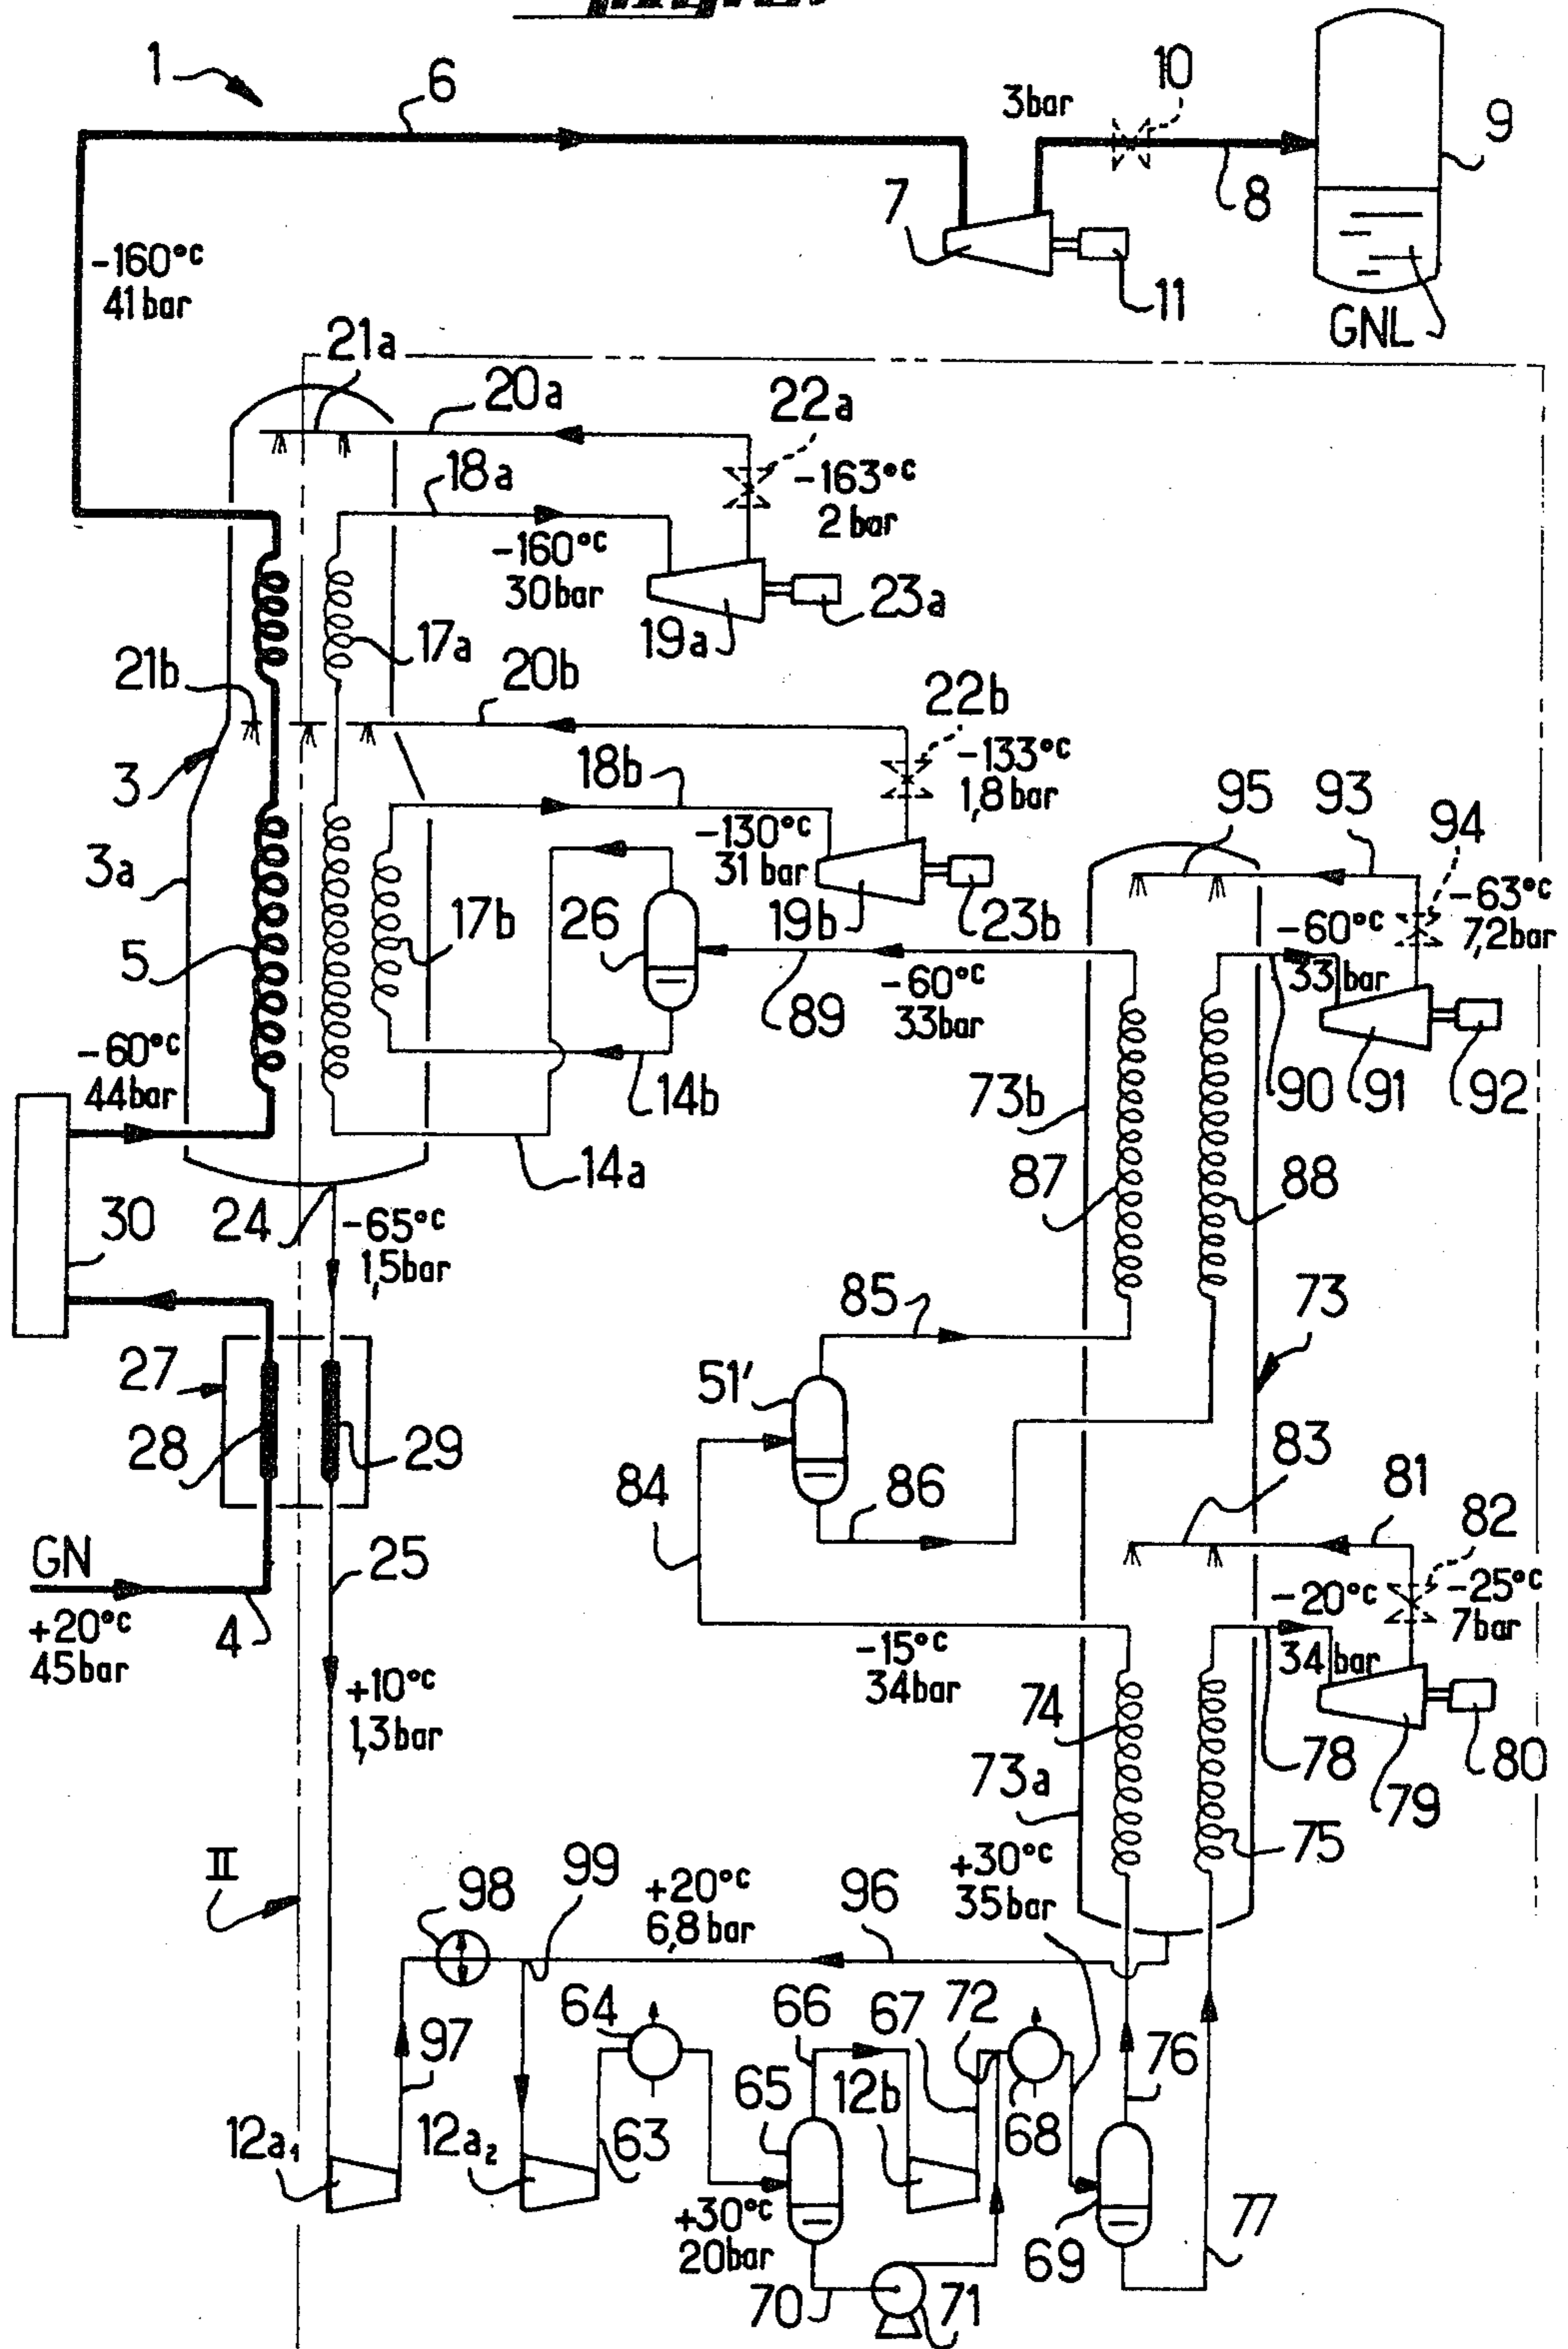 1
6
3bar
10
9
7
8
-160°C
41 bar
11
GNL
21a
20a
22a
18a
-163°C
2 bar
-160°C
30bar
23a
19a
17a
21b
20b
22b
-133°C
1,8 bar
3
18b
95
93
94
-130°C
31 bar
3a
26
17b
19b
23b
-63°C
7,2bar
-60°C
33 bar
5
-60°C
33bar
89
-60°C
44bar
14b
73b
90
91
92
14a
87
88
30
24
-65°C
1,5bar
85
73
27
51'
28
29
83
84
86
81
82
GN
25
-20°C
-25°C
7bar
+20°C
45bar
4
-15°C
34bar
34 bar
+10°C
1,3bar
74
73a
78
80
79
75
II
98
99
+20°C
6,8 bar
96
+30°C
35bar
64
66
67
72
97
65
12b
76
12a₁
12a₂
63
68
+30°C
20bar
69
77
70
71